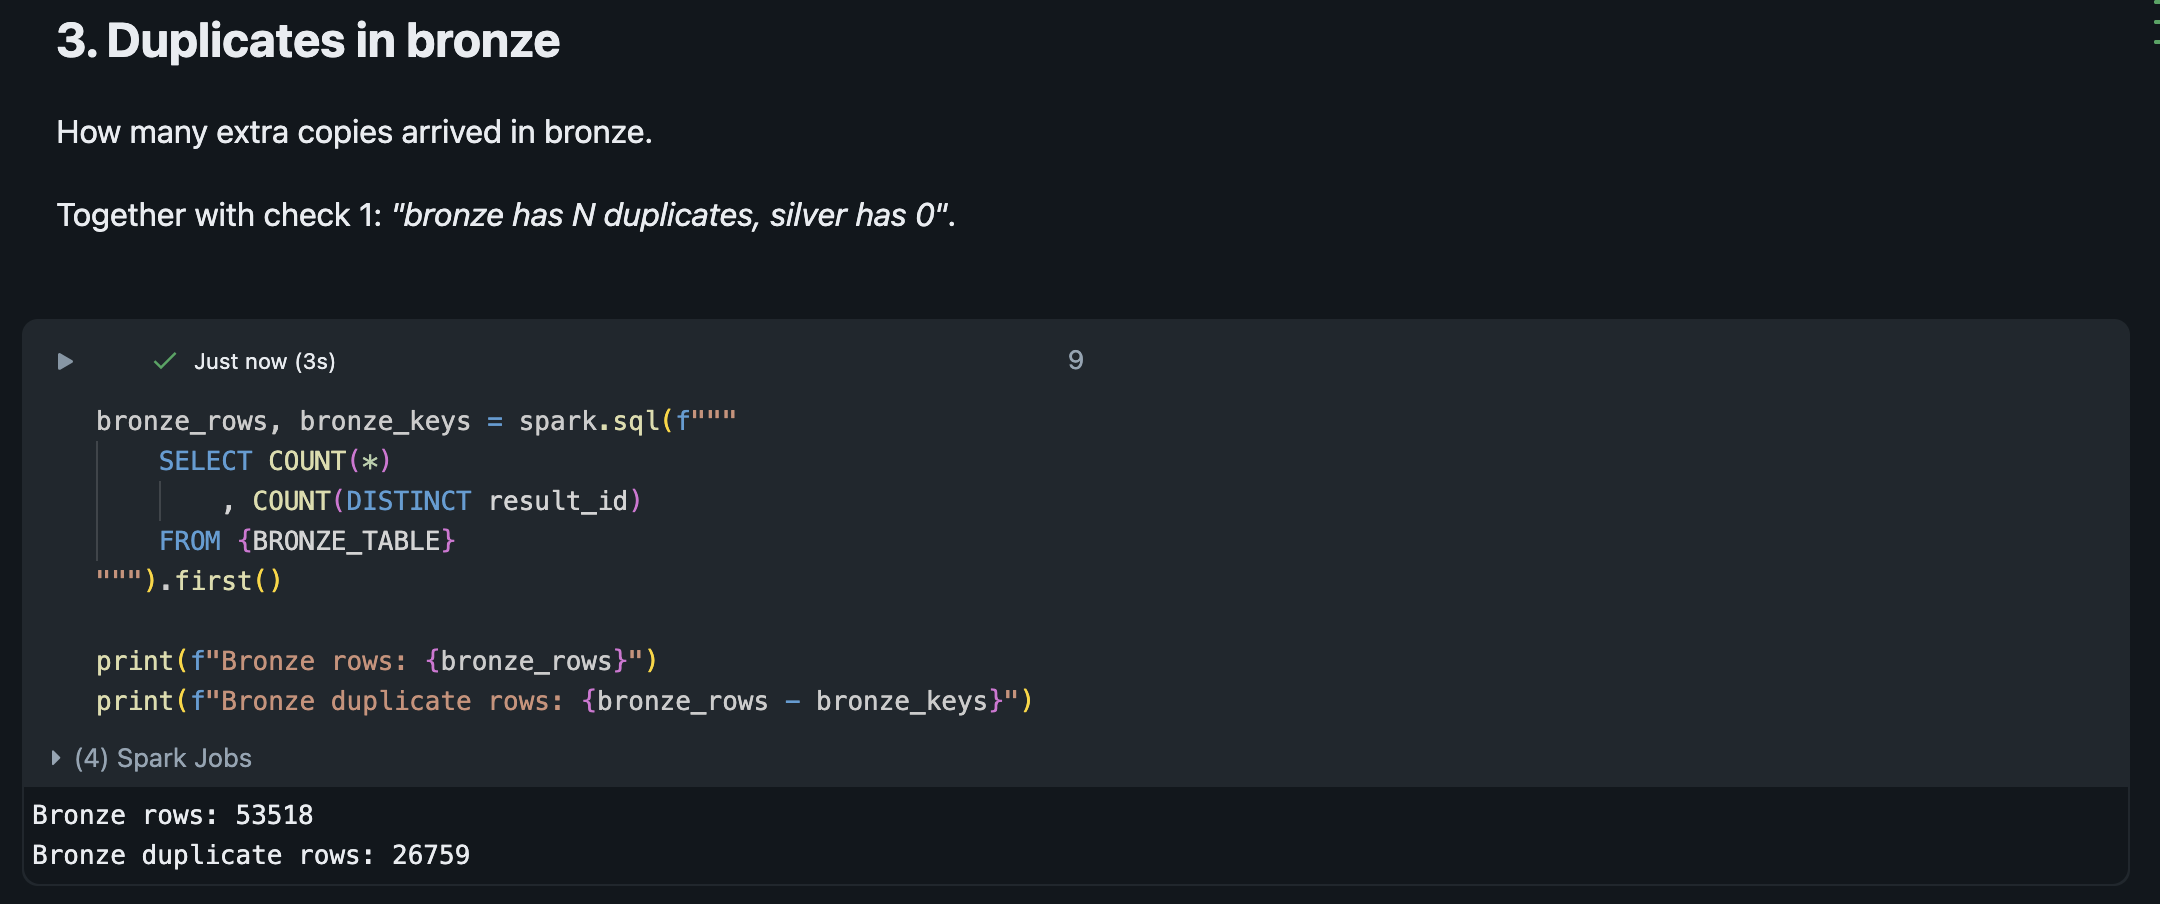 3. Duplicates in bronze
How many extra copies arrived in bronze.
Together with check 1: "bronze has N duplicates, silver has 0".
Just now (3s)
9
bronze_rows, bronze_keys = spark.sql(f"""
    SELECT COUNT(*)
        , COUNT(DISTINCT result_id)
    FROM {BRONZE_TABLE}
""").first()
print(f"Bronze rows: {bronze_rows}")
print(f"Bronze duplicate rows: {bronze_rows - bronze_keys}")
(4) Spark Jobs
Bronze rows: 53518
Bronze duplicate rows: 26759